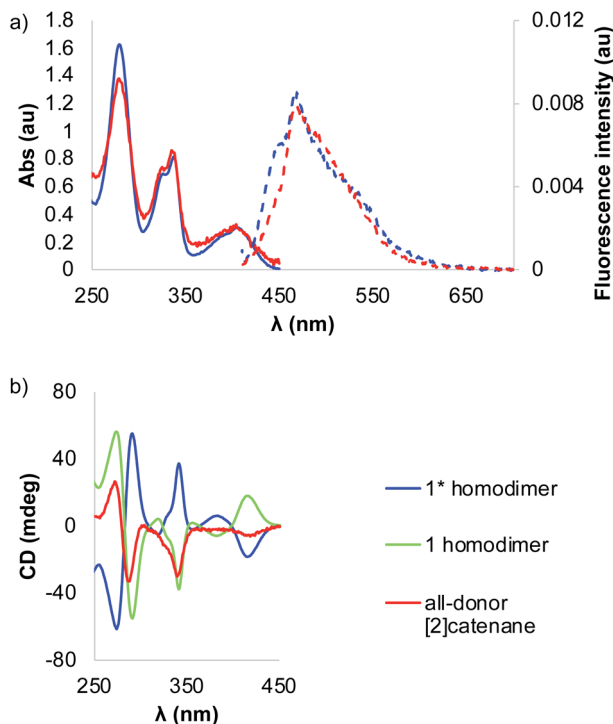 a)
1.8
1.6
1.4
1.2
1
0.8
0.6
0.4
0.2
0
Abs (au)
0.012
0.008
0.004
0
Fluorescence intensity (au)
250
350
450
550
650
λ (nm)
b)
80
40
0
-40
-80
CD (mdeg)
250
350
450
λ (nm)
1* homodimer
1 homodimer
all-donor
[2]catenane